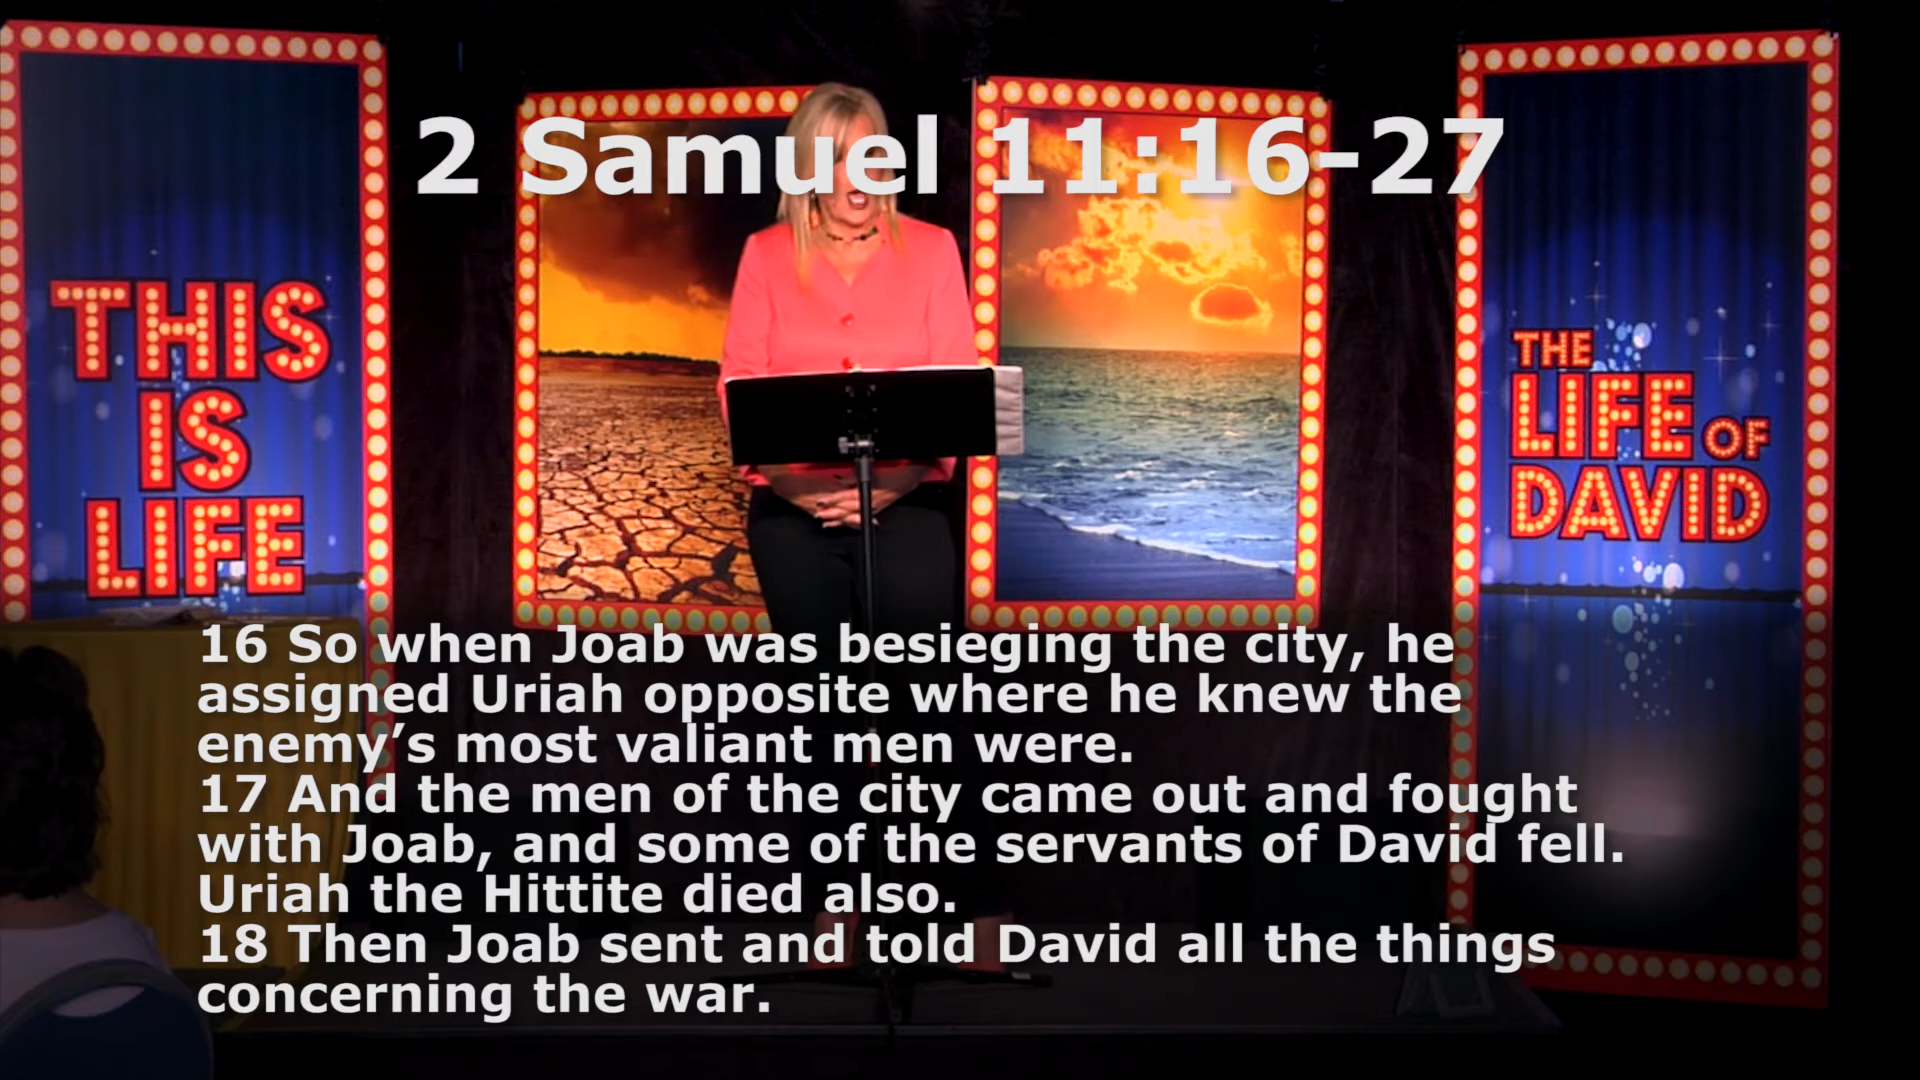 2 Samuel 11:16-27
THIS
IS
LIFE
THE
LIFE OF
DAVID
16 So when Joab was besieging the city, he
assigned Uriah opposite where he knew the
enemy’s most valiant men were.
17 And the men of the city came out and fought
with Joab, and some of the servants of David fell.
Uriah the Hittite died also.
18 Then Joab sent and told David all the things
concerning the war.